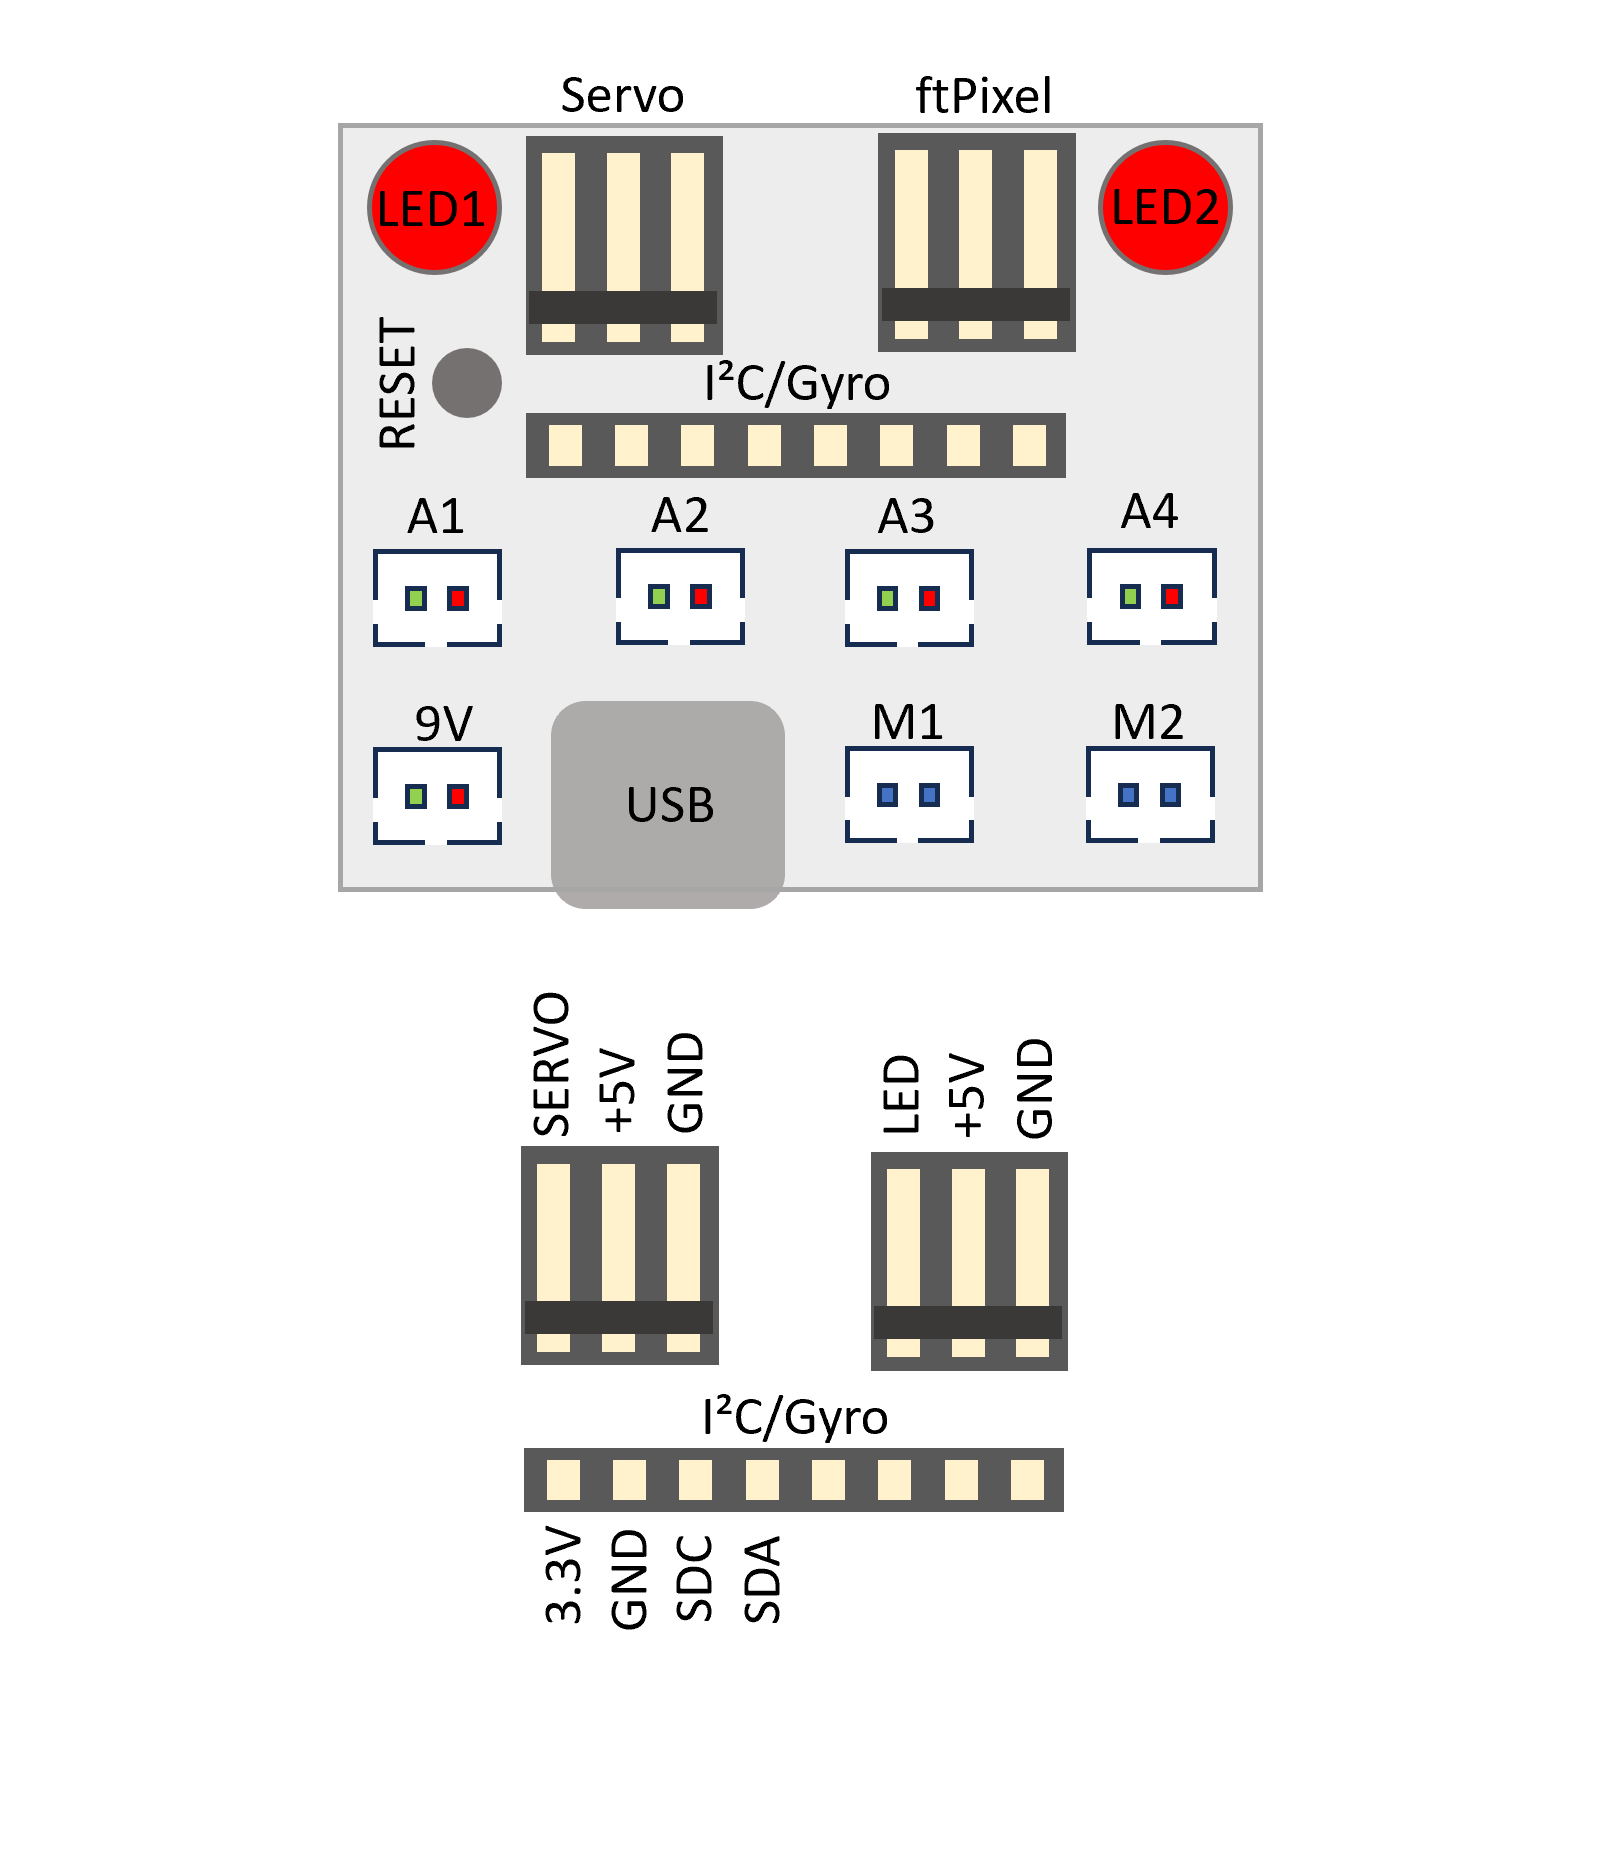 Servo
ftPixel
LED1
LED2
RESET
I²C/Gyro
A1
A2
A3
A4
9V
USB
M1
M2
SERVO
+5V
GND
LED
+5V
GND
I²C/Gyro
3.3V
GND
SDC
SDA